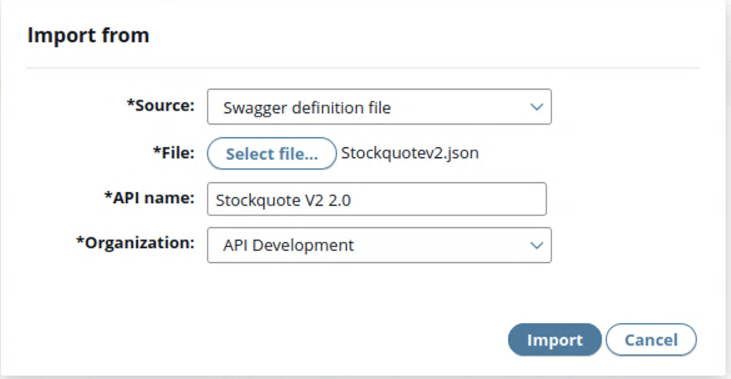 Import from
*Source: Swagger definition file
*File: Select file... Stockquotev2.json
*API name: Stockquote V2 2.0
*Organization: API Development
Import Cancel